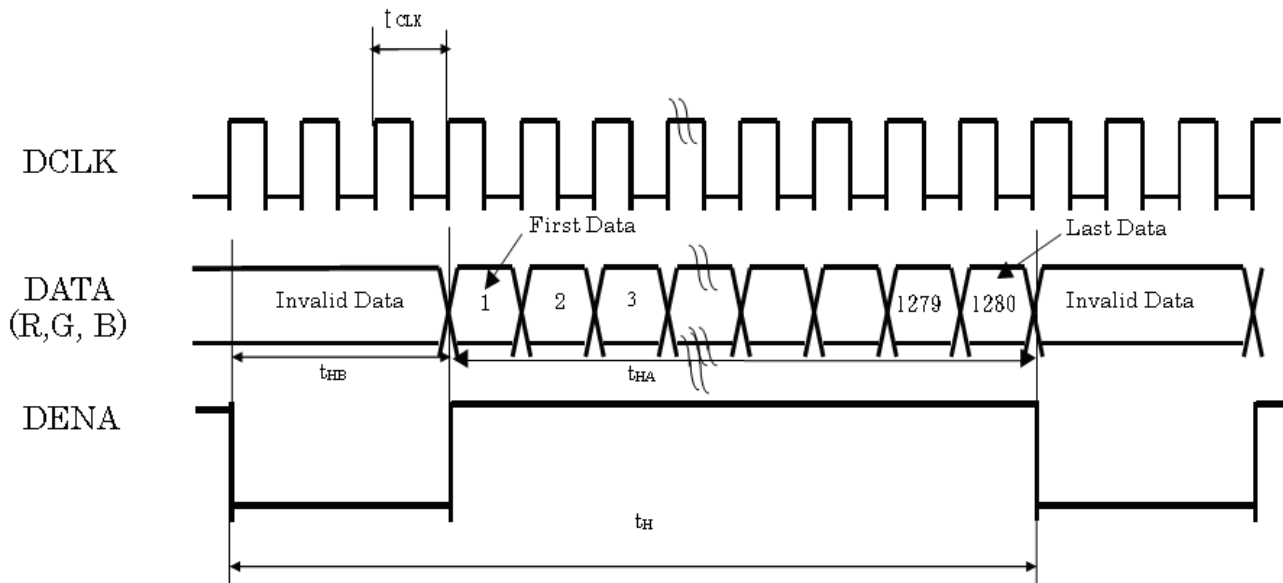 t CLK
DCLK
First Data
Last Data
DATA
(R,G, B)
Invalid Data
1
2
3
1279
1280
Invalid Data
tHB
tHA
DENA
tH